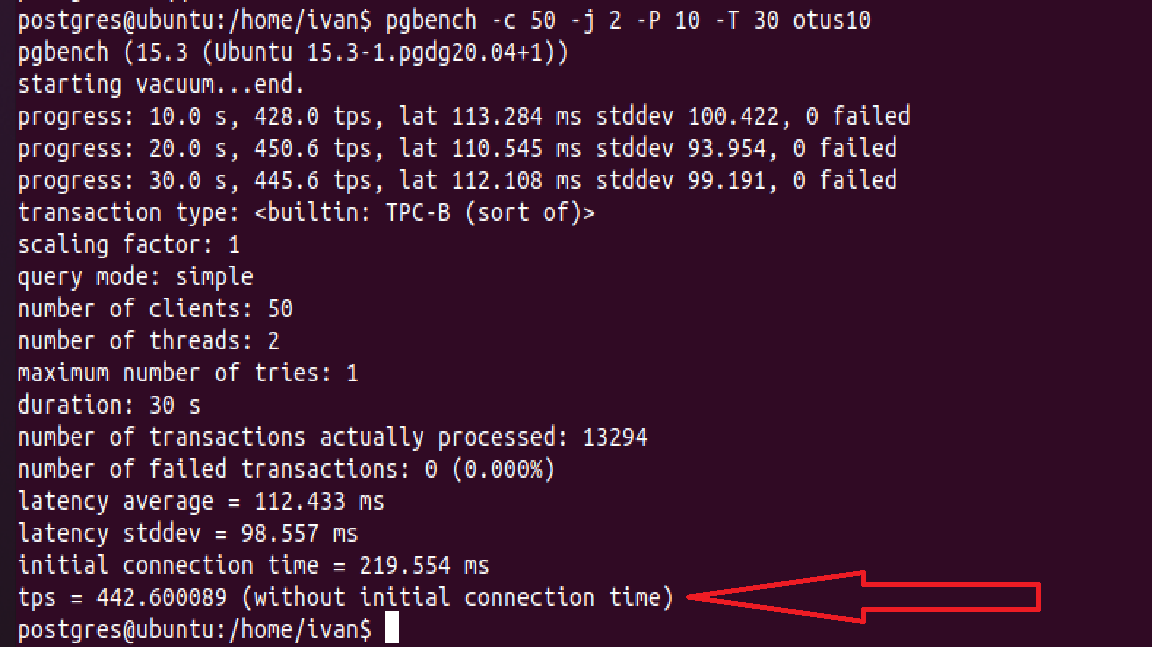 postgres@ubuntu:/home/ivan$ pgbench -c 50 -j 2 -P 10 -T 30 otus10
pgbench (15.3 (Ubuntu 15.3-1.pgdg20.04+1))
starting vacuum...end.
progress: 10.0 s, 428.0 tps, lat 113.284 ms stddev 100.422, 0 failed
progress: 20.0 s, 450.6 tps, lat 110.545 ms stddev 93.954, 0 failed
progress: 30.0 s, 445.6 tps, lat 112.108 ms stddev 99.191, 0 failed
transaction type: <builtin: TPC-B (sort of)>
scaling factor: 1
query mode: simple
number of clients: 50
number of threads: 2
maximum number of tries: 1
duration: 30 s
number of transactions actually processed: 13294
number of failed transactions: 0 (0.000%)
latency average = 112.433 ms
latency stddev = 98.557 ms
initial connection time = 219.554 ms
tps = 442.600089 (without initial connection time)
postgres@ubuntu:/home/ivan$